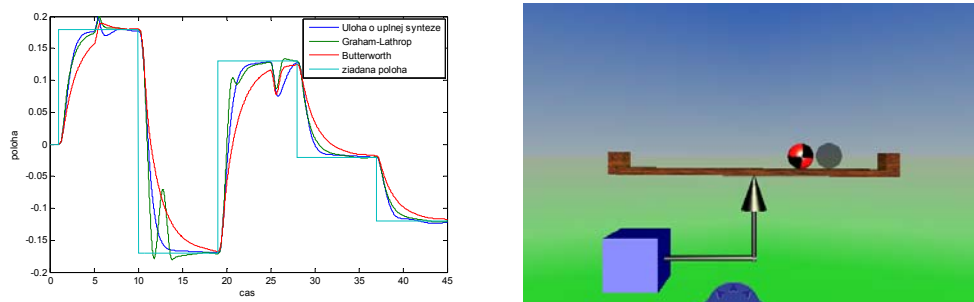 0.2
0.15
0.1
0.05
0
-0.05
-0.1
-0.15
-0.2
poloha
Uloha o uplnej synteze
Graham-Lathrop
Butterworth
ziadana poloha
0 5 10 15 20 25 30 35 40 45
cas